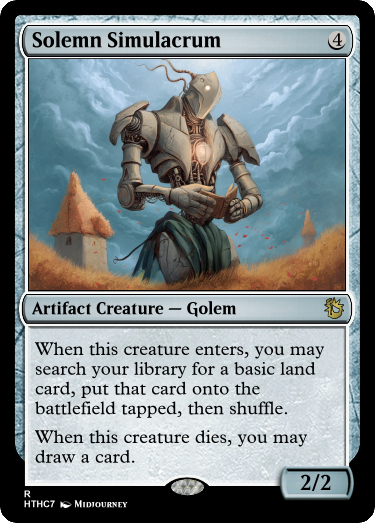 Solemn Simulacrum 4
Artifact Creature — Golem
When this creature enters, you may
search your library for a basic land
card, put that card onto the
battlefield tapped, then shuffle.
When this creature dies, you may
draw a card.
2/2
R
HTHC7 Midjourney